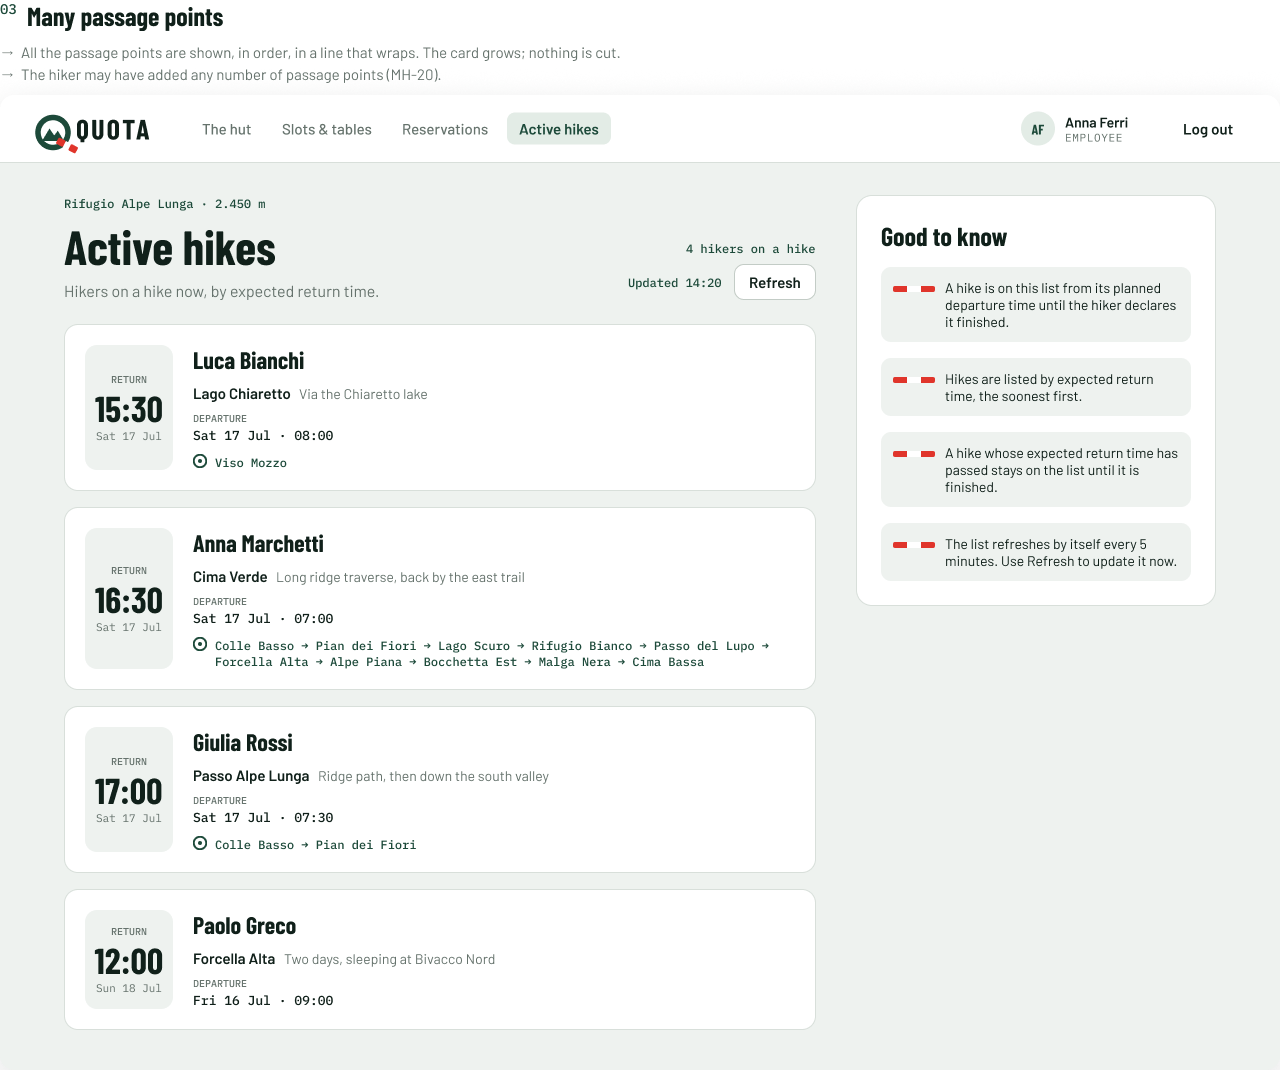 03 Many passage points
→ All the passage points are shown, in order, in a line that wraps. The card grows; nothing is cut.
→ The hiker may have added any number of passage points (MH-20).
QUOTA
The hut
Slots & tables
Reservations
Active hikes
AF
Anna Ferri
EMPLOYEE
Log out
Rifugio Alpe Lunga · 2.450 m
Active hikes
Hikers on a hike now, by expected return time.
4 hikers on a hike
Updated 14:20
Refresh
RETURN
15:30
Sat 17 Jul
Luca Bianchi
Lago Chiaretto Via the Chiaretto lake
DEPARTURE
Sat 17 Jul · 08:00
Viso Mozzo
RETURN
16:30
Sat 17 Jul
Anna Marchetti
Cima Verde Long ridge traverse, back by the east trail
DEPARTURE
Sat 17 Jul · 07:00
Colle Basso → Pian dei Fiori → Lago Scuro → Rifugio Bianco → Passo del Lupo →
Forcella Alta → Alpe Piana → Bocchetta Est → Malga Nera → Cima Bassa
RETURN
17:00
Sat 17 Jul
Giulia Rossi
Passo Alpe Lunga Ridge path, then down the south valley
DEPARTURE
Sat 17 Jul · 07:30
Colle Basso → Pian dei Fiori
RETURN
12:00
Sun 18 Jul
Paolo Greco
Forcella Alta Two days, sleeping at Bivacco Nord
DEPARTURE
Fri 16 Jul · 09:00
Good to know
A hike is on this list from its planned
departure time until the hiker declares
it finished.
Hikes are listed by expected return
time, the soonest first.
A hike whose expected return time has
passed stays on the list until it is
finished.
The list refreshes by itself every 5
minutes. Use Refresh to update it now.